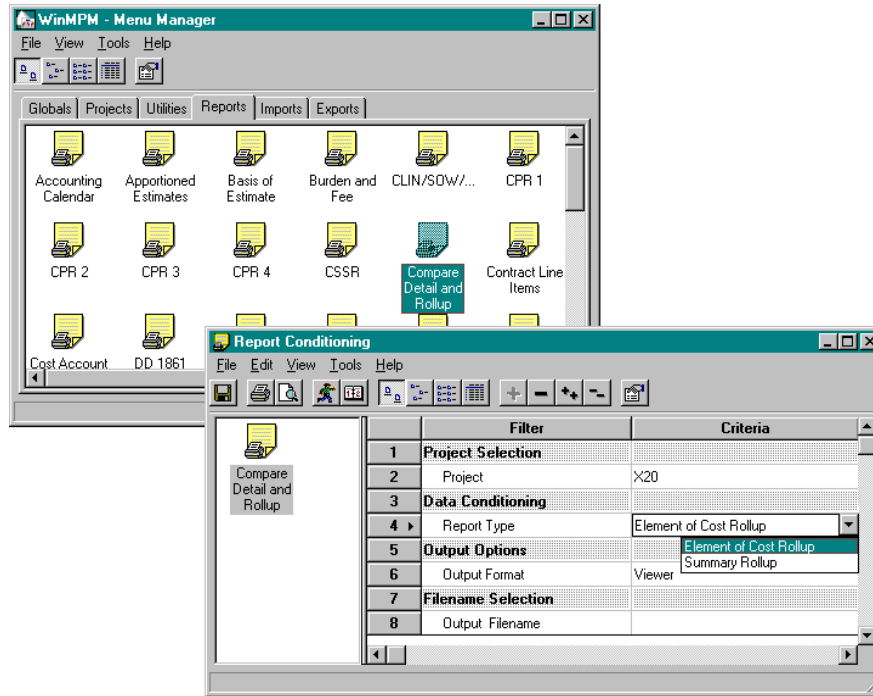 WinMPM - Menu Manager
File View Tools Help
Globals Projects Utilities Reports Imports Exports
Accounting Calendar
Apportioned Estimates
Basis of Estimate
Burden and Fee
CLIN/SOW/...
CPR 1
CPR 2
CPR 3
CPR 4
CSSR
Compare Detail and Rollup
Contract Line Items
Cost Account
DD 1861
Report Conditioning
File Edit View Tools Help
Compare
Detail and
Rollup
Filter Criteria
1 Project Selection
2 Project X20
3 Data Conditioning
4 Report Type Element of Cost Rollup
Element of Cost Rollup
Summary Rollup
5 Output Options
6 Output Format Viewer
7 Filename Selection
8 Output Filename